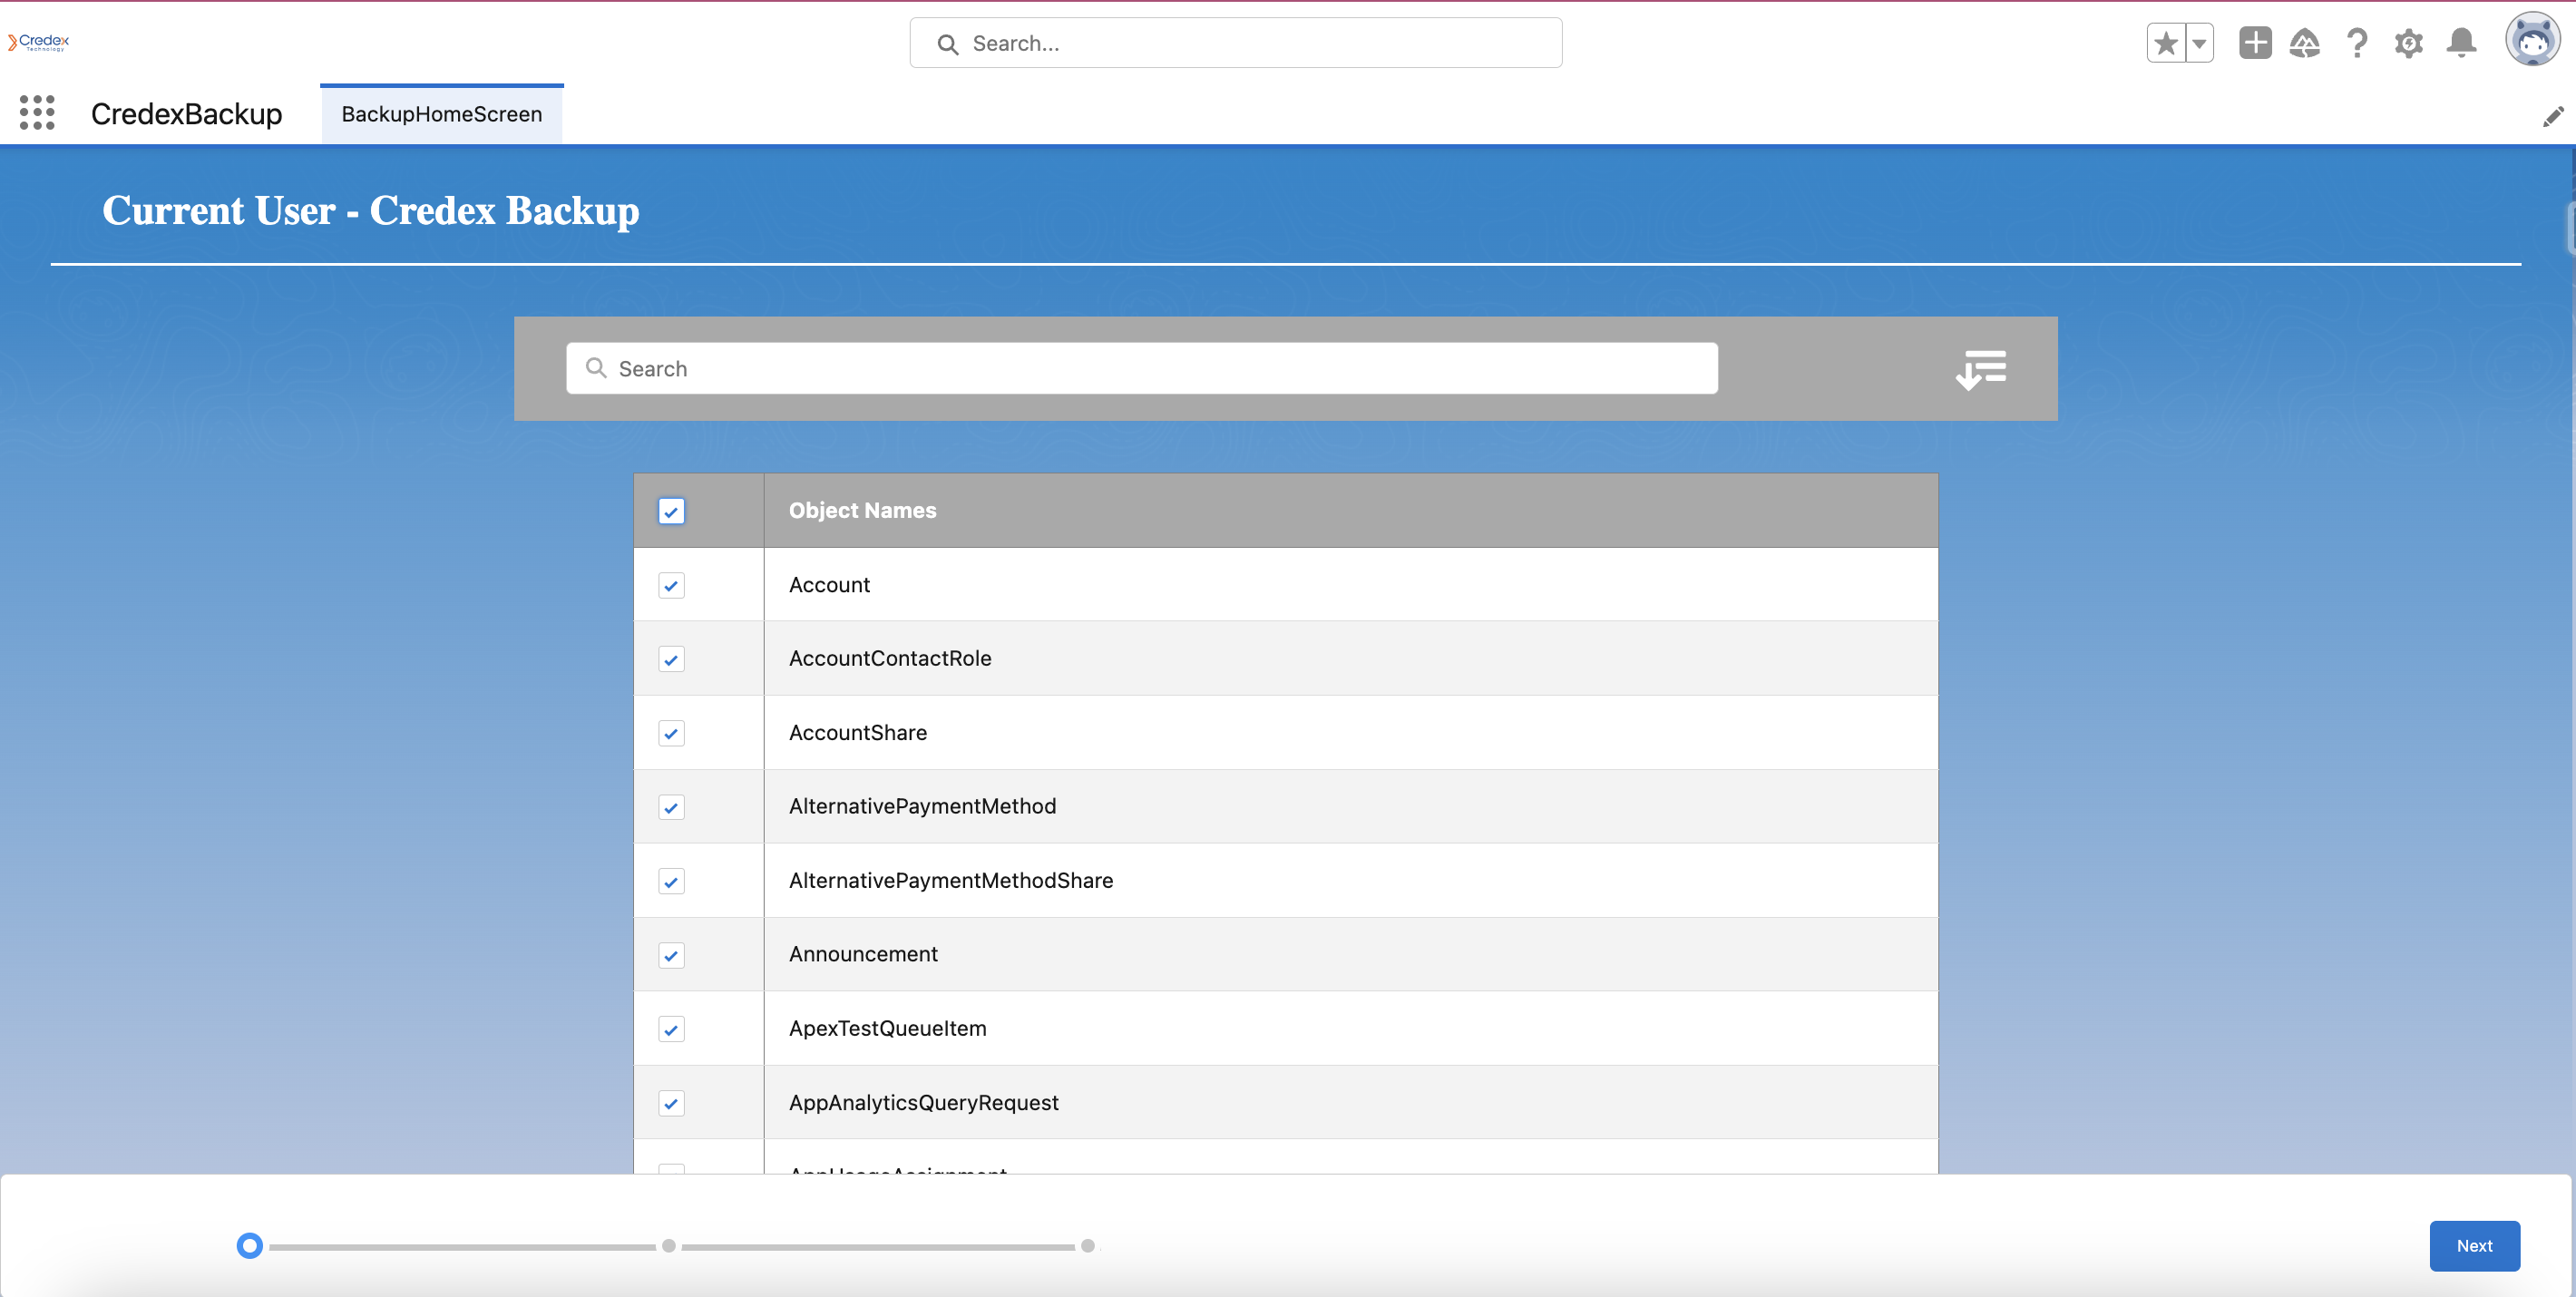 Credex
Technology
Search...
CredexBackup
BackupHomeScreen
Current User - Credex Backup
Search
Object Names
Account
AccountContactRole
AccountShare
AlternativePaymentMethod
AlternativePaymentMethodShare
Announcement
ApexTestQueueItem
AppAnalyticsQueryRequest
AppUsageAssignment
Next